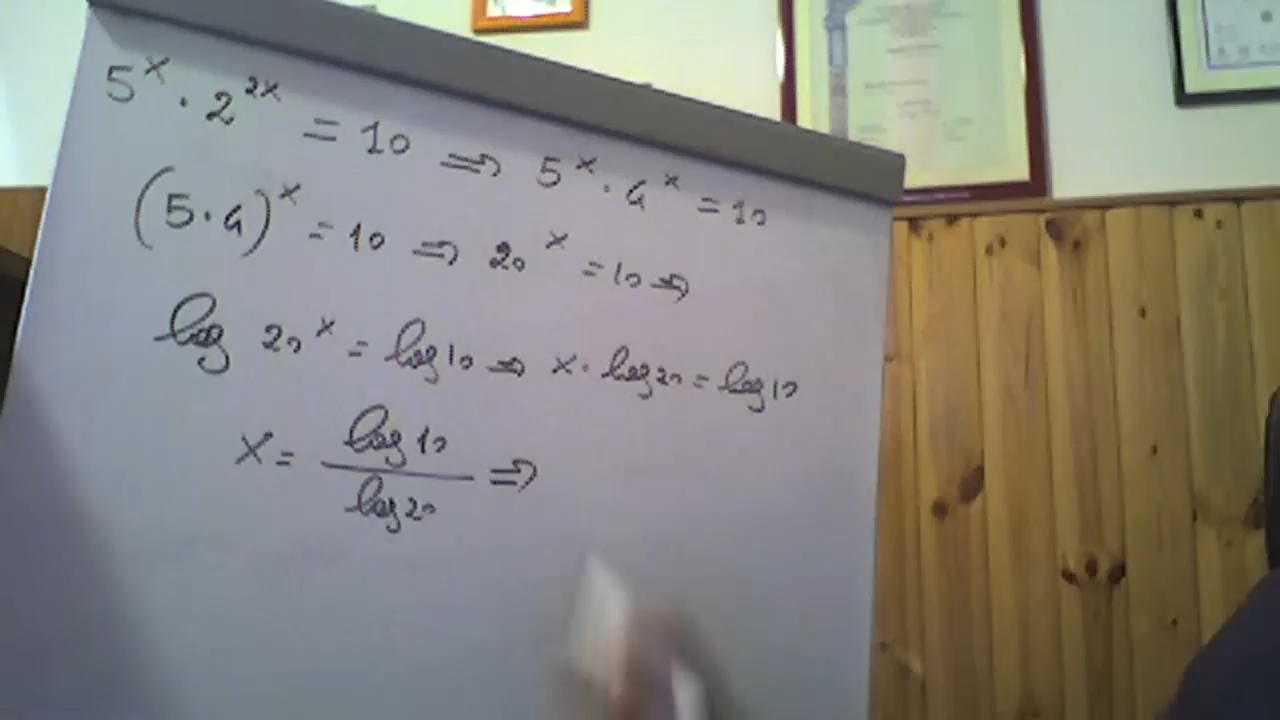 5^x · 2^{2x} = 10 ⇒ 5^x · 4^x = 10
(5·4)^x = 10 ⇒ 20^x = 10 ⇒
log 20^x = log 10 ⇒ x · log 20 = log 10
x = \frac{log 10}{log 20} ⇒